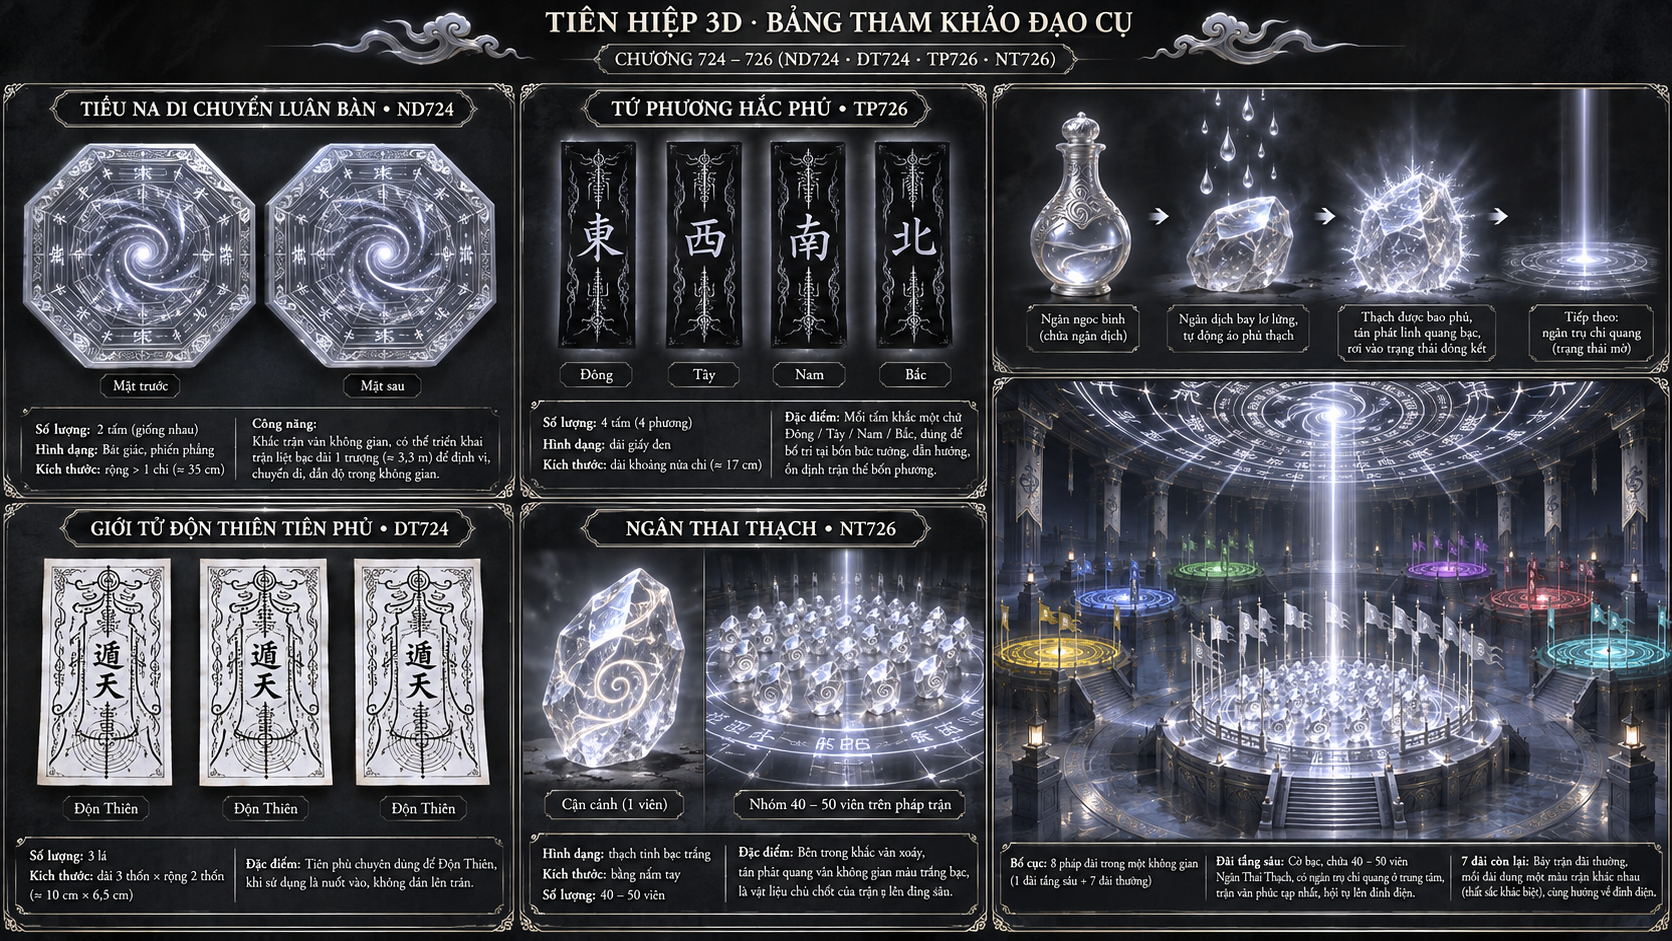 TIÊN HIỆP 3D · BẢNG THAM KHẢO ĐẠO CỤ
CHƯƠNG 724 – 726 (ND724 · ĐT724 · TP726 · NT726)
TIỂU NA DI CHUYỂN LUÂN BÀN • ND724
Mặt trước
Mặt sau
Số lượng: 2 tấm (giống nhau)
Hình dạng: Bát giác, phiến phẳng
Kích thước: rộng > 1 chi (≈ 35 cm)
Công năng:
Khắc trận vàn không gian, có thể triển khai
trận liệt bạc dài 1 trượng (≈ 3,3 m) để định vị,
chuyển di, dẫn độ trong không gian.
TỨ PHƯƠNG HẮC PHÙ • TP726
東
西
南
北
Đông
Tây
Nam
Bắc
Số lượng: 4 tấm (4 phương)
Hình dạng: dài giấy đen
Kích thước: dài khoảng nửa chi (≈ 17 cm)
Đặc điểm: Mỗi tấm khắc một chữ
Đông / Tây / Nam / Bắc, dùng để
bố trí tại bốn bức tường, dẫn hướng,
ổn định trận thế bốn phương.
Ngân ngọc bình
(chứa ngân dịch)
Ngân dịch bay lơ lửng,
tự động áo phủ thạch
Thạch được bao phủ,
tán phát linh quang bạc,
rơi vào trạng thái đóng kết
Tiếp theo:
ngân trụ chi quang
(trạng thái mở)
GIỚI TỬ ĐỘN THIÊN TIÊN PHÙ • DT724
遁天
遁天
遁天
Độn Thiên
Độn Thiên
Độn Thiên
Số lượng: 3 lá
Kích thước: dài 3 thốn × rộng 2 thốn
(≈ 10 cm × 6,5 cm)
Đặc điểm: Tiên phù chuyên dùng để Độn Thiên,
khi sử dụng là nuốt vào, không dán lên trán.
NGÂN THAI THẠCH • NT726
Cận cảnh (1 viên)
Nhóm 40 – 50 viên trên pháp trận
Hình dạng: thạch tinh bạc trắng
Kích thước: bằng nắm tay
Số lượng: 40 – 50 viên
Đặc điểm: Bên trong khắc vân xoáy,
tán phát quang vân không gian màu trắng bạc,
là vật liệu chủ chốt của trận lên đing sâu.
Bố cục: 8 pháp đài trong một không gian
(1 đài tầng sáu + 7 đài thường)
Đài tầng sáu: Cờ bạc, chứa 40 – 50 viên
Ngân Thai Thạch, có ngân trụ chi quang ở trung tâm,
trận văn phức tạp nhất, hội tụ lên đỉnh điện.
7 đài còn lại: Bảy trận đài thường,
mỗi đài dung một màu trận khác nhau
(thất sắc khác biệt), cùng hướng về đỉnh điện.